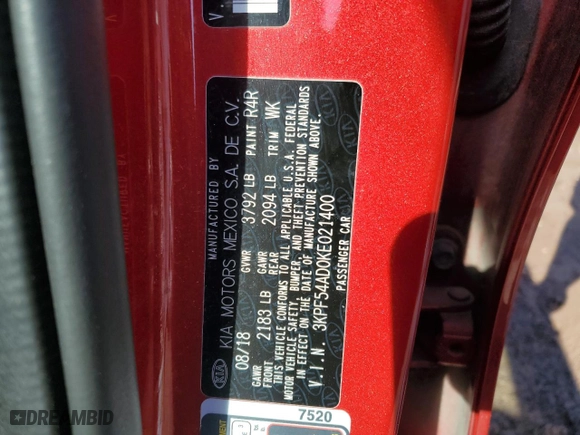 MANUFACTURED BY
KIA KIA MOTORS MEXICO S.A. DE C.V.
08/18 GVWR 3792 LB PAINT R4R
GAWR FRONT 2183 LB GAWR REAR 2094 LB TRIM WK
THIS VEHICLE CONFORMS TO ALL APPLICABLE U.S.A. FEDERAL
MOTOR VEHICLE SAFETY, BUMPER, AND THEFT PREVENTION STANDARDS
IN EFFECT ON THE DATE OF MANUFACTURE SHOWN ABOVE.
V.I.N. 3KPF54AD0KE021400
PASSENGER CAR
7520
DREAMBID